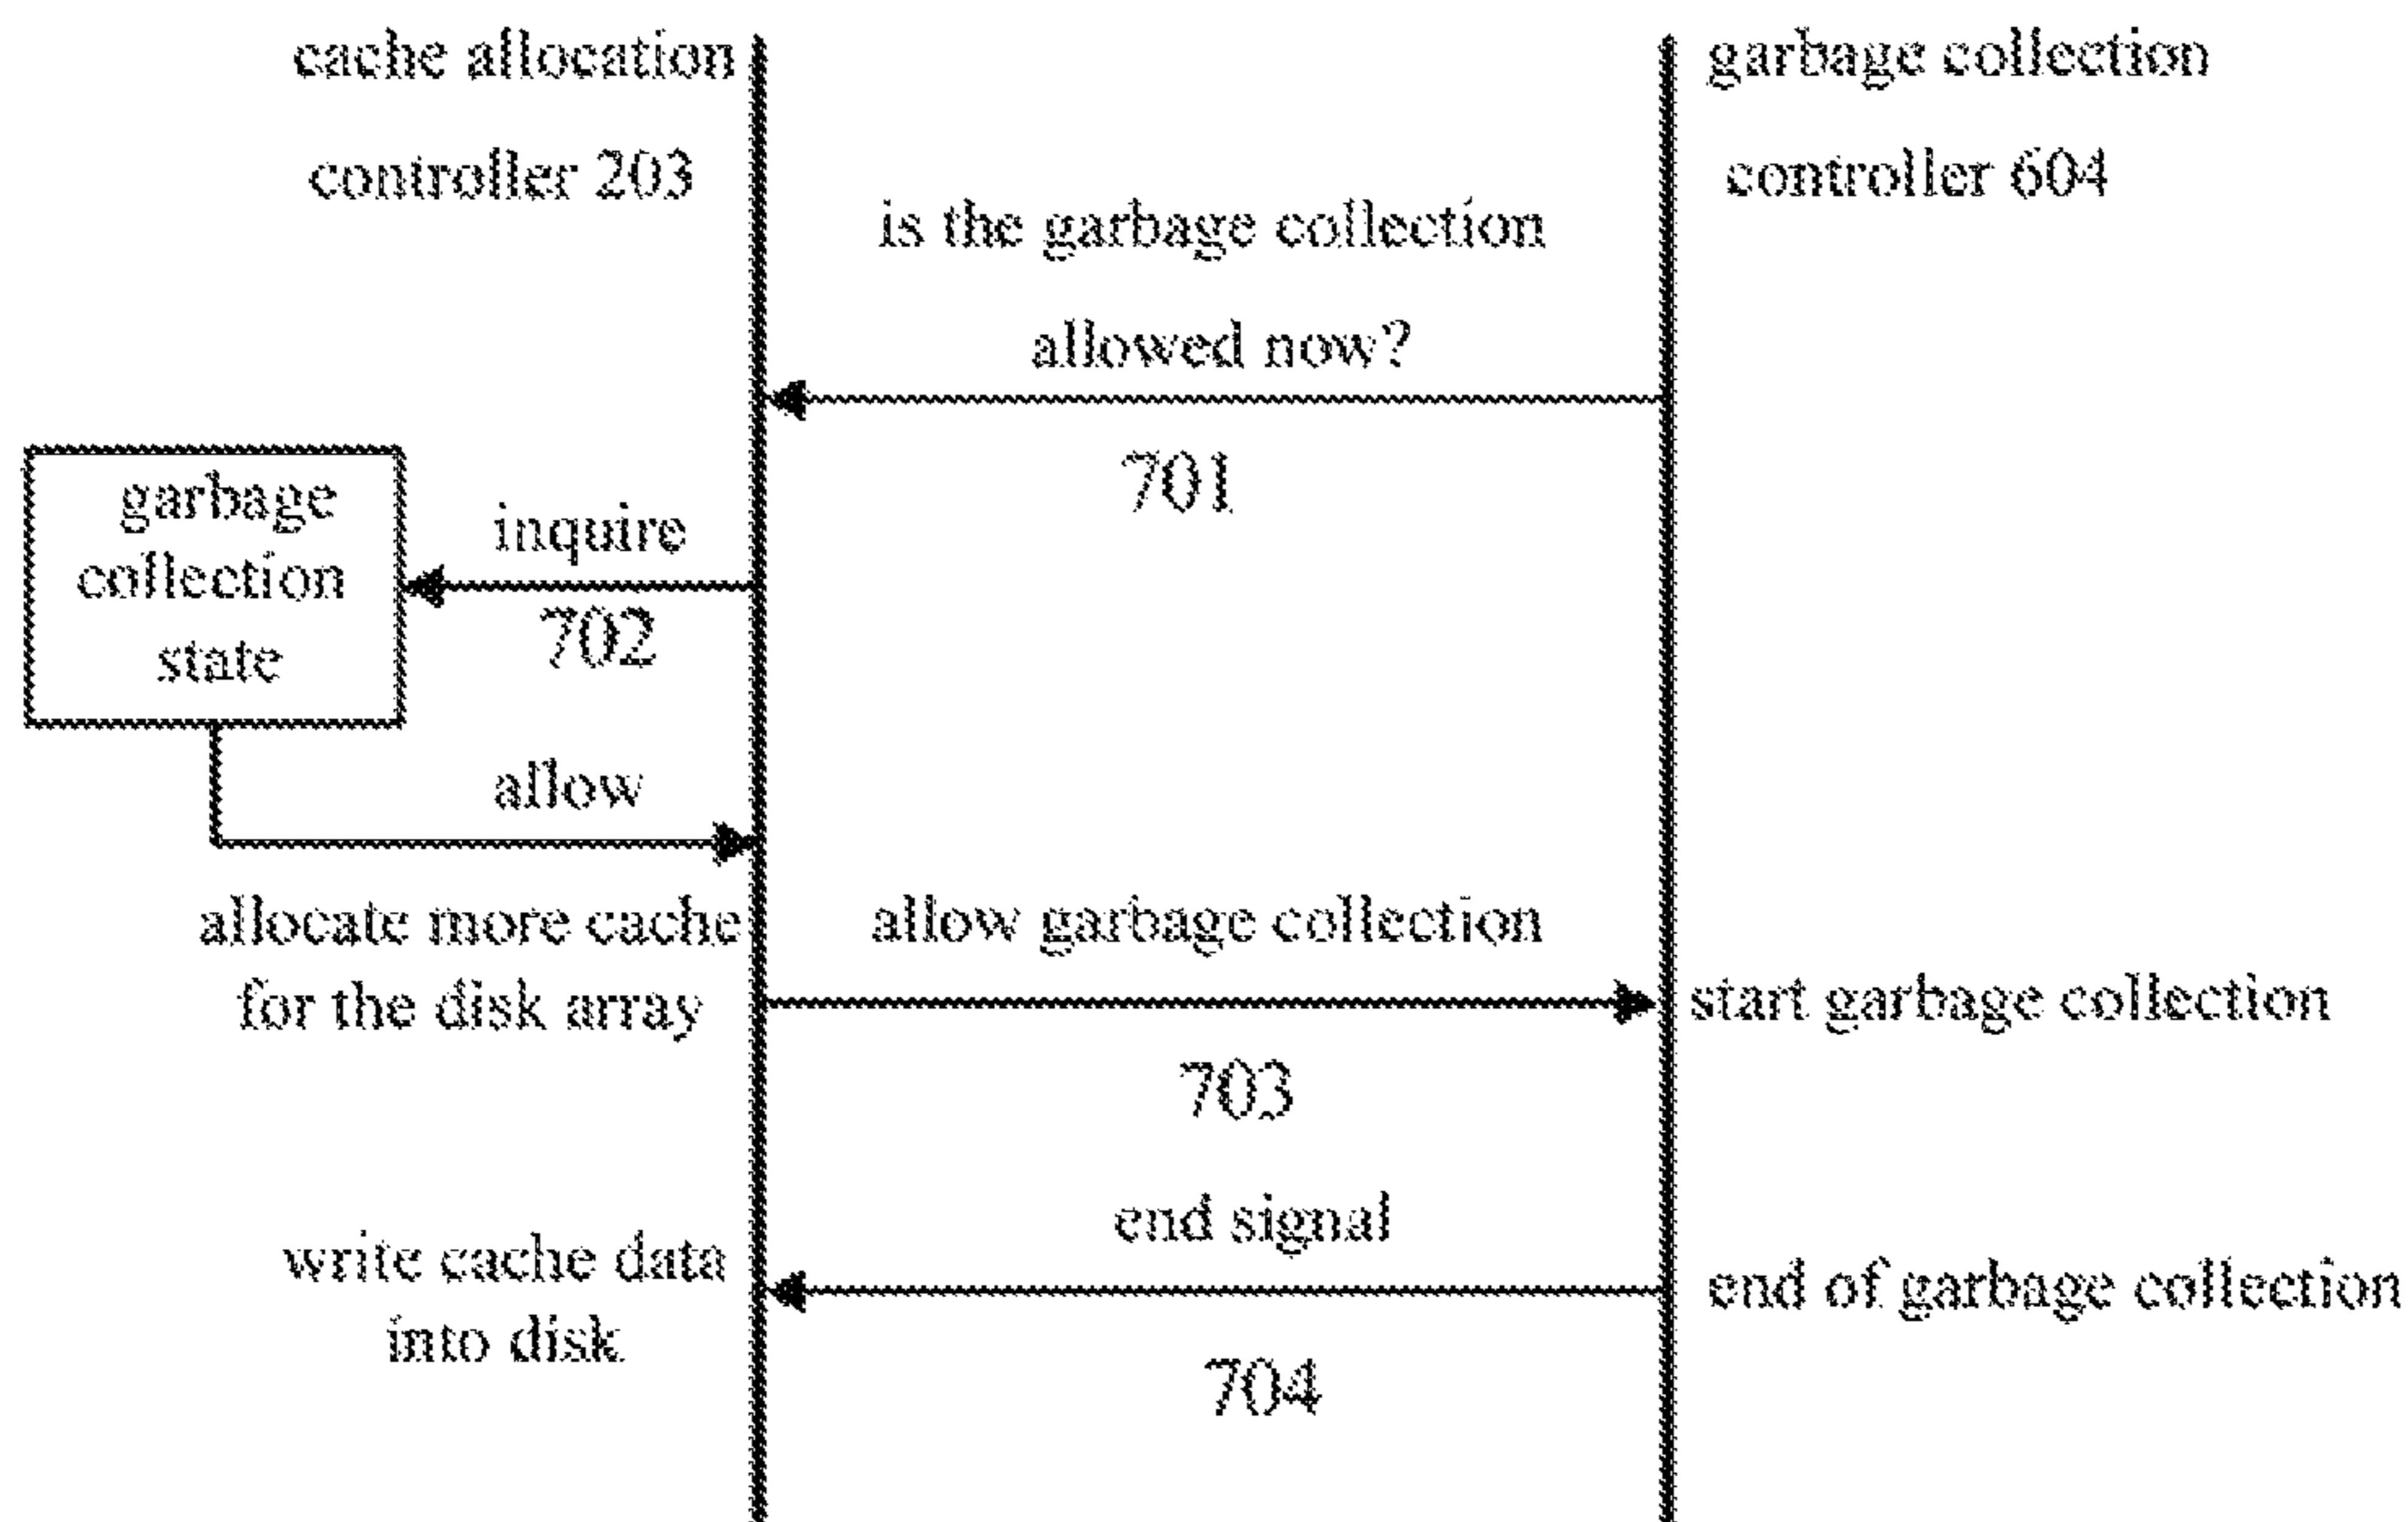 cache allocation
controller 203
garbage collection
controller 604
is the garbage collection
allowed now?
701
garbage
collection
state
inquire
702
allow
allocate more cache
for the disk array
allow garbage collection
703
start garbage collection
end signal
704
write cache data
into disk
end of garbage collection